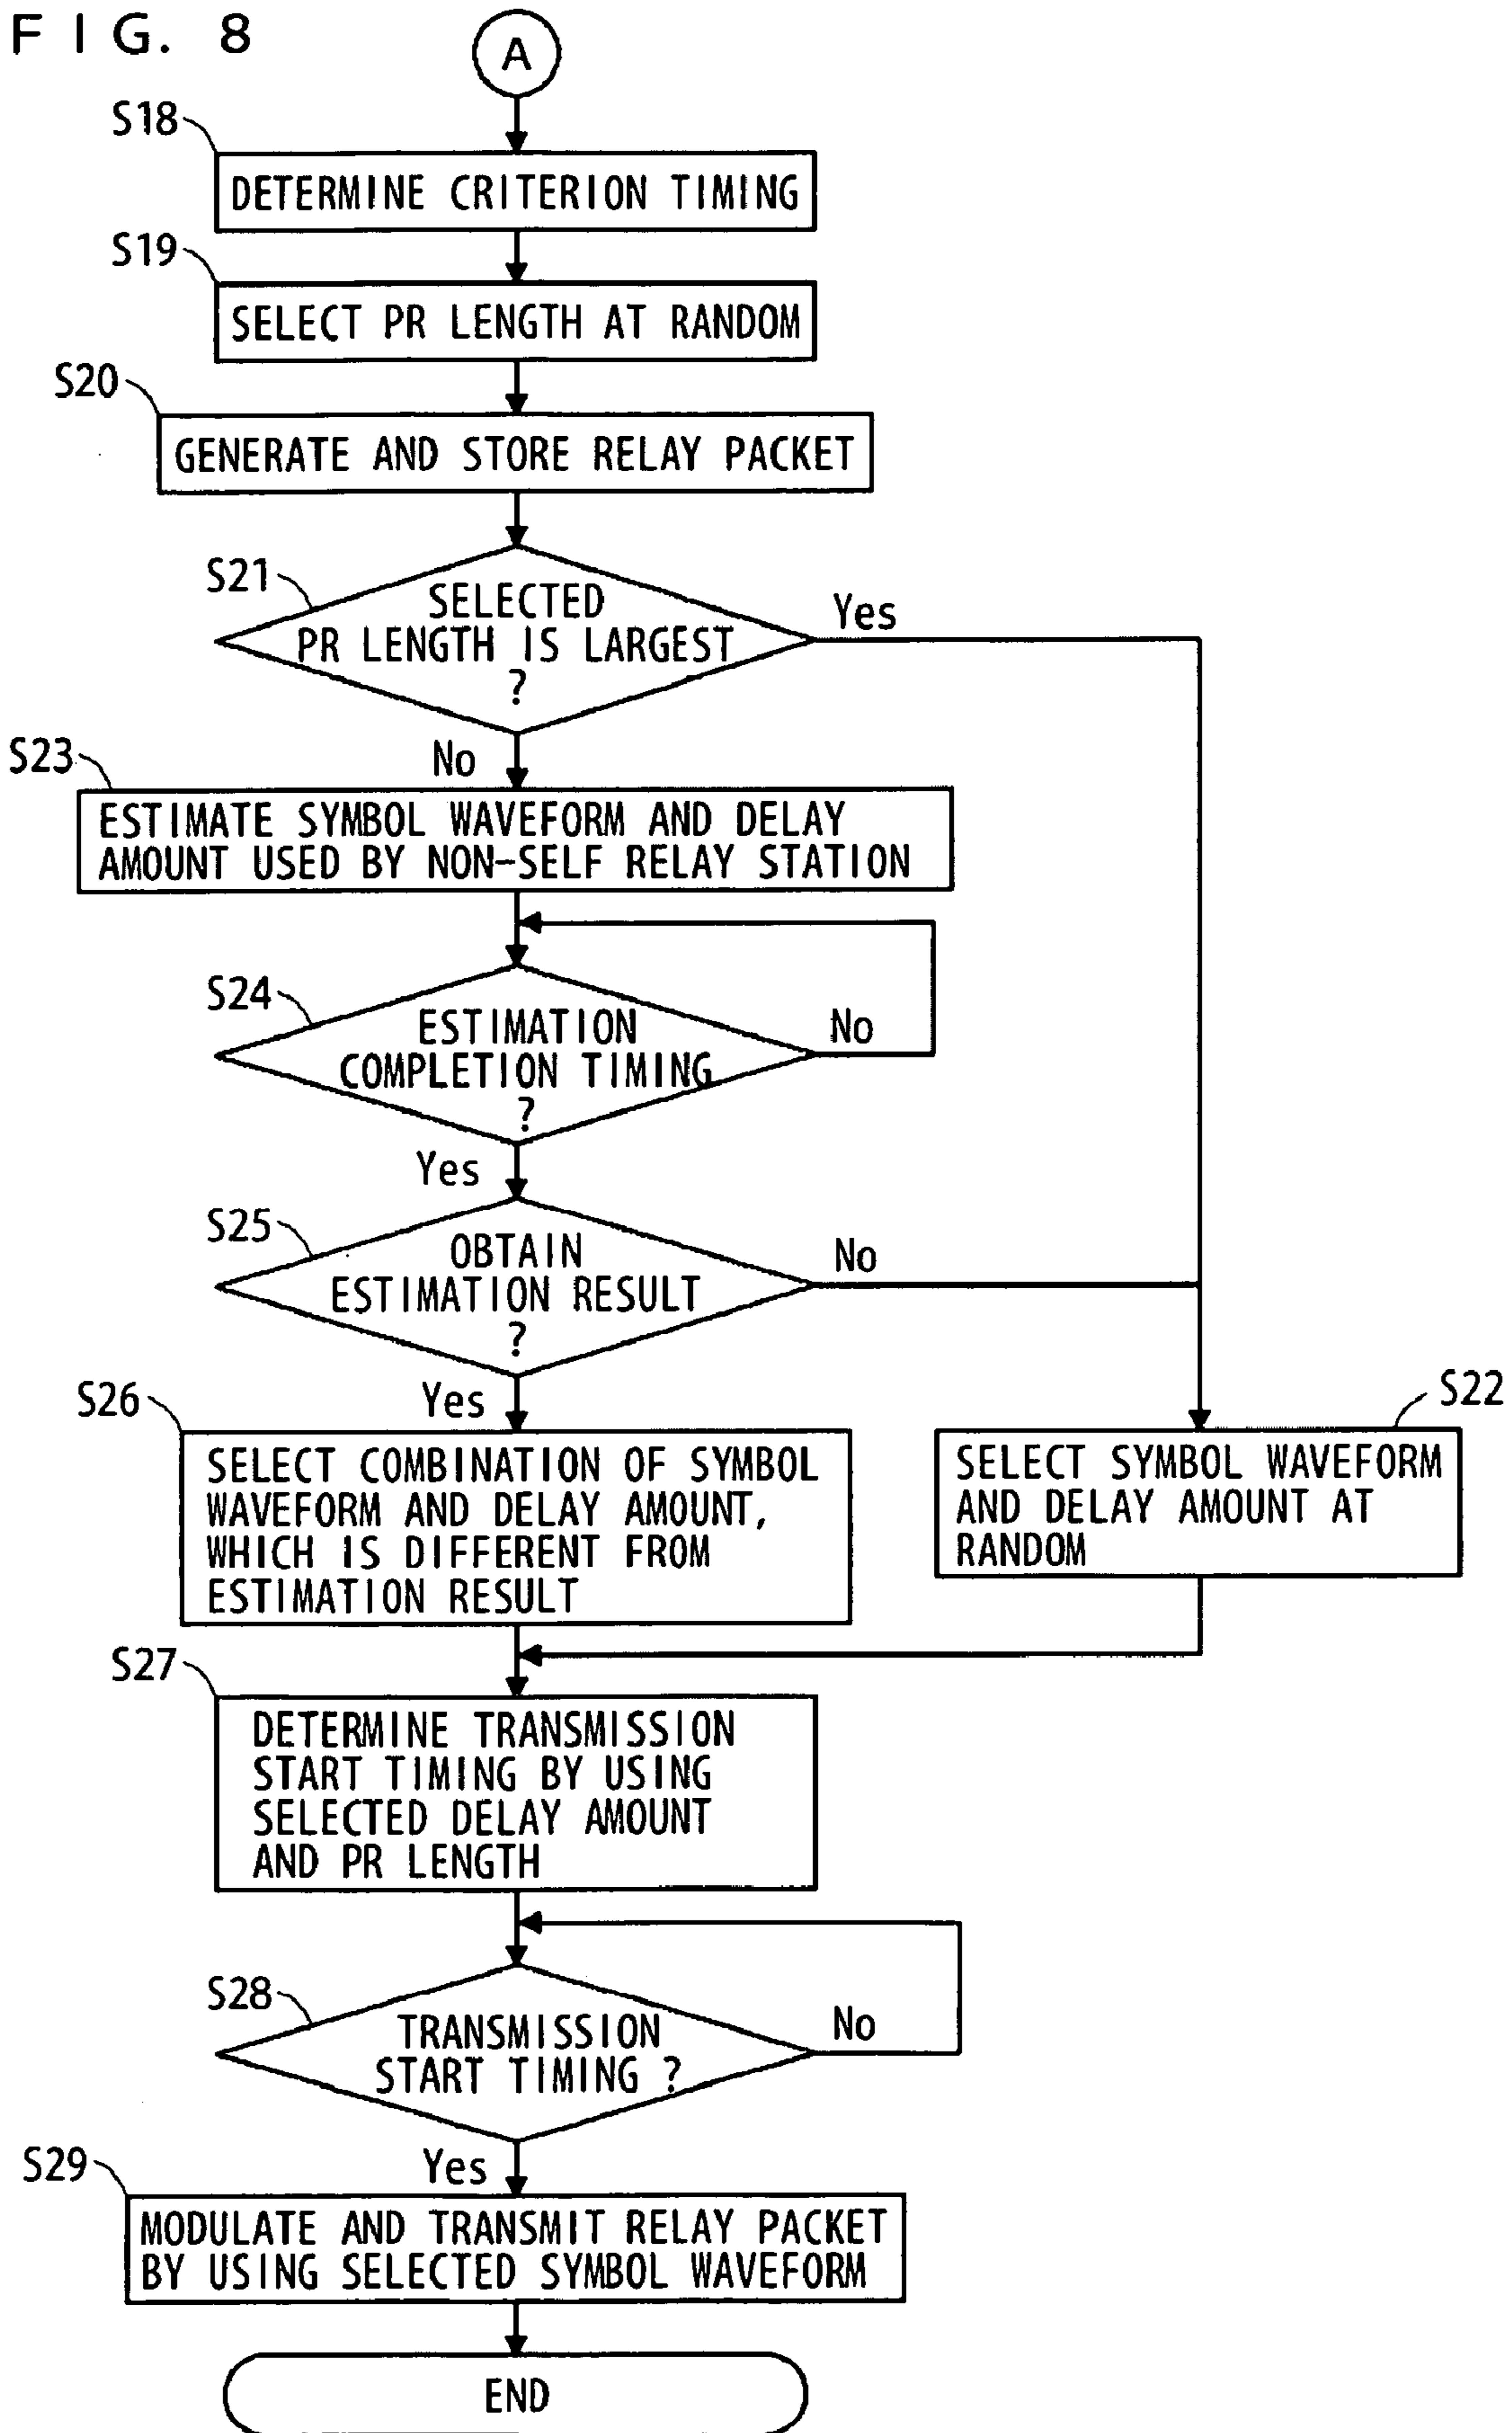 FIG. 8
A
S18
DETERMINE CRITERION TIMING
S19
SELECT PR LENGTH AT RANDOM
S20
GENERATE AND STORE RELAY PACKET
S21
SELECTED
PR LENGTH IS LARGEST
?
Yes
No
S23
ESTIMATE SYMBOL WAVEFORM AND DELAY
AMOUNT USED BY NON-SELF RELAY STATION
S24
ESTIMATION
COMPLETION TIMING
?
No
Yes
S25
OBTAIN
ESTIMATION RESULT
?
No
Yes
S26
SELECT COMBINATION OF SYMBOL
WAVEFORM AND DELAY AMOUNT,
WHICH IS DIFFERENT FROM
ESTIMATION RESULT
S22
SELECT SYMBOL WAVEFORM
AND DELAY AMOUNT AT
RANDOM
S27
DETERMINE TRANSMISSION
START TIMING BY USING
SELECTED DELAY AMOUNT
AND PR LENGTH
S28
TRANSMISSION
START TIMING ?
No
Yes
S29
MODULATE AND TRANSMIT RELAY PACKET
BY USING SELECTED SYMBOL WAVEFORM
END